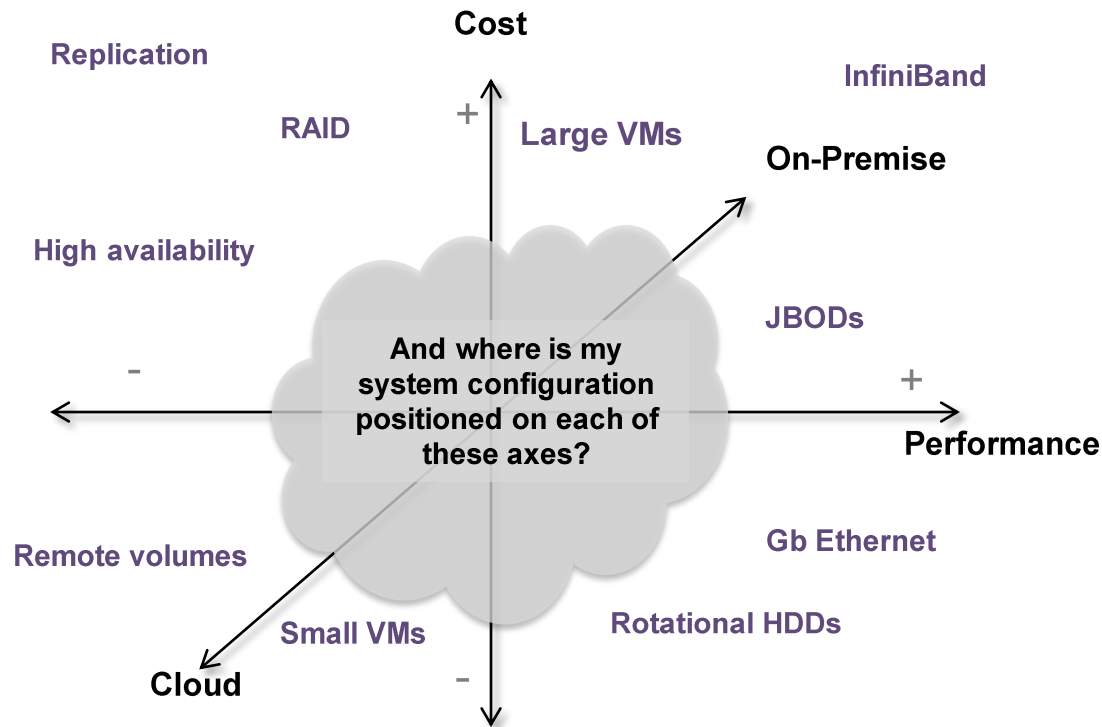 Cost
Replication
InfiniBand
+
RAID
Large VMs
On-Premise
High availability
JBODs
And where is my
system configuration
positioned on each of
these axes?
-
+
Performance
Remote volumes
Gb Ethernet
Small VMs
Rotational HDDs
Cloud
-